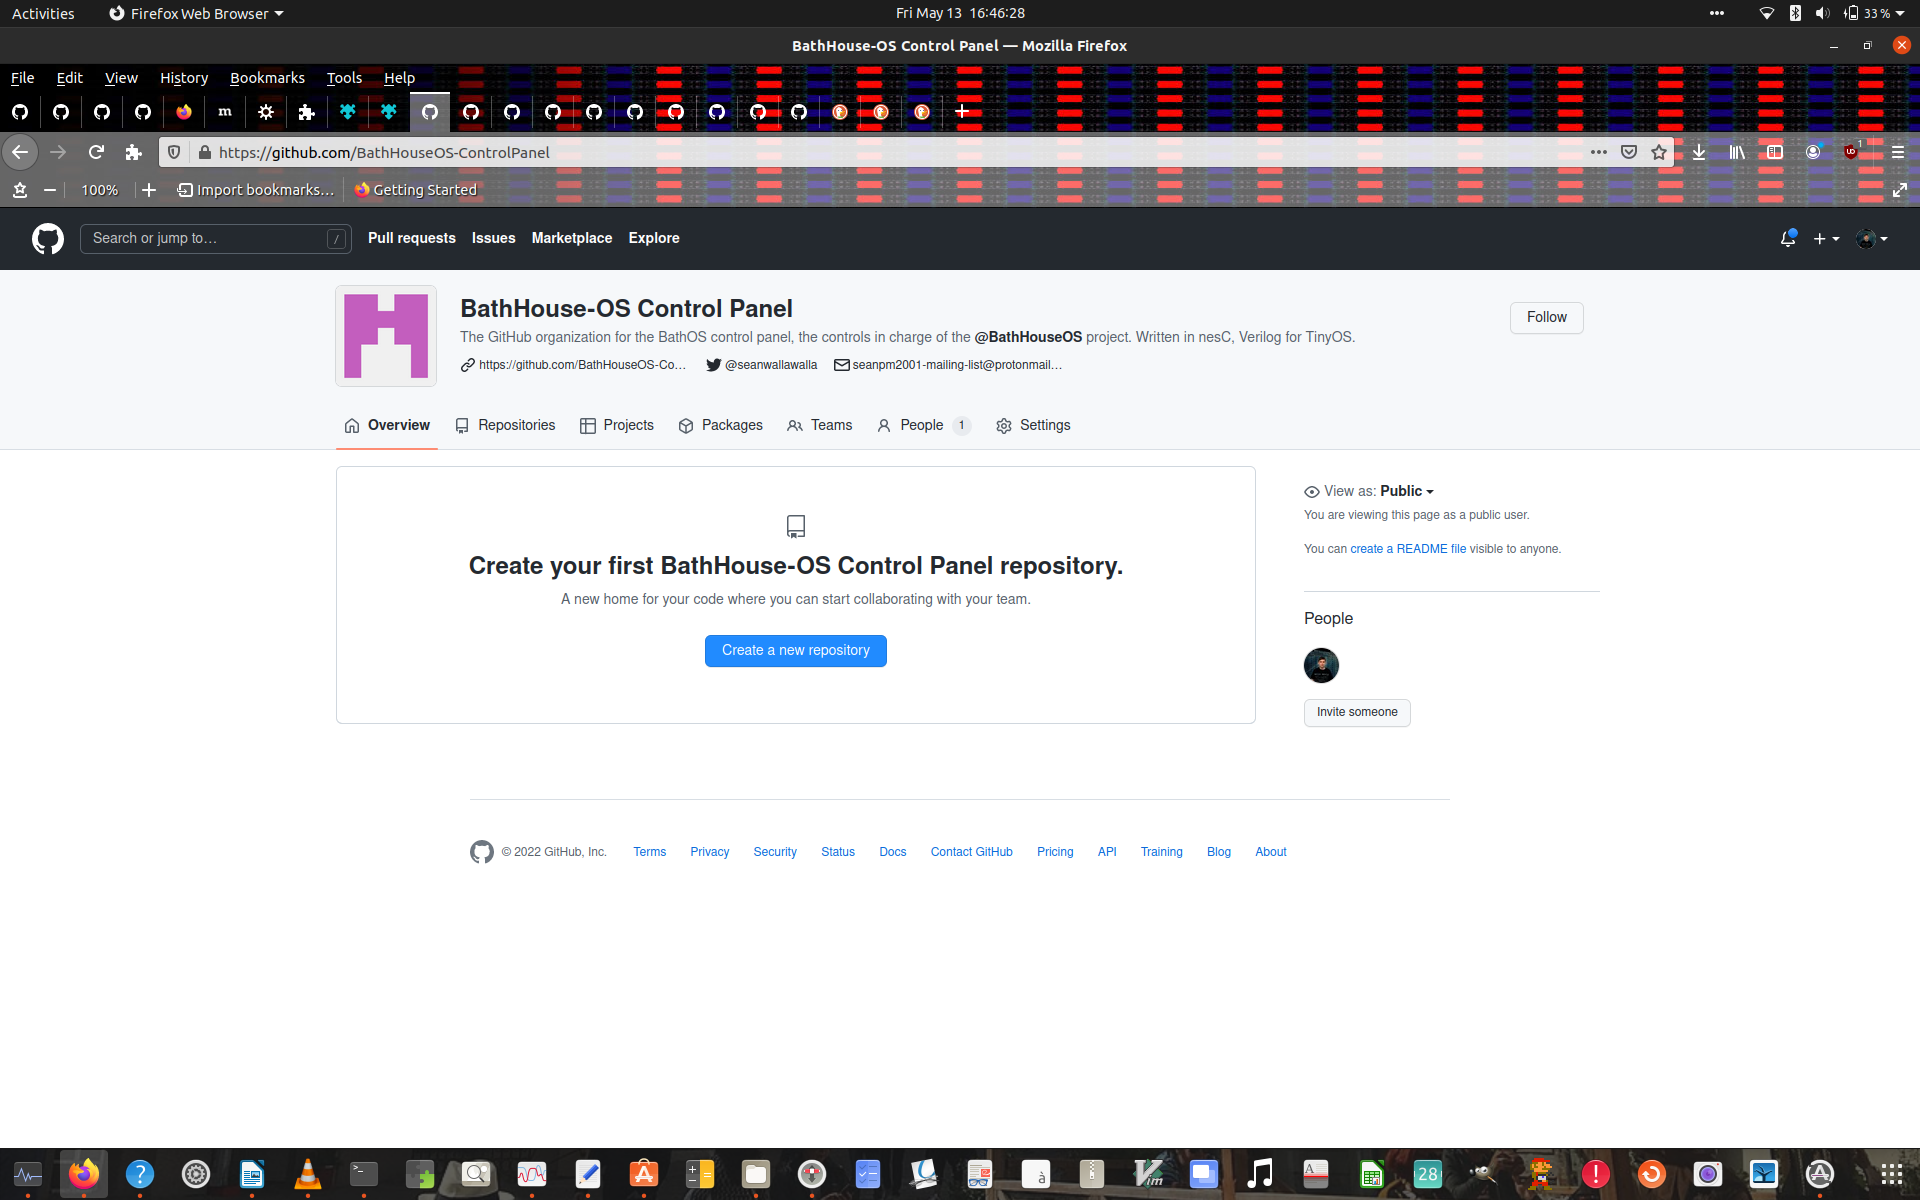 Activities Firefox Web Browser Fri May 13 16:46:28 33 %
BathHouse-OS Control Panel — Mozilla Firefox
File Edit View History Bookmarks Tools Help
m
https://github.com/BathHouseOS-ControlPanel 1
100% Import bookmarks… Getting Started
Search or jump to… / Pull requests Issues Marketplace Explore
BathHouse-OS Control Panel
Follow
The GitHub organization for the BathOS control panel, the controls in charge of the @BathHouseOS project. Written in nesC, Verilog for TinyOS.
https://github.com/BathHouseOS-Co… @seanwallawalla seanpm2001-mailing-list@protonmail…
Overview Repositories Projects Packages Teams People 1 Settings
View as: Public
You are viewing this page as a public user.
You can create a README file visible to anyone.
Create your first BathHouse-OS Control Panel repository.
A new home for your code where you can start collaborating with your team.
Create a new repository
People
Invite someone
© 2022 GitHub, Inc. Terms Privacy Security Status Docs Contact GitHub Pricing API Training Blog About
28